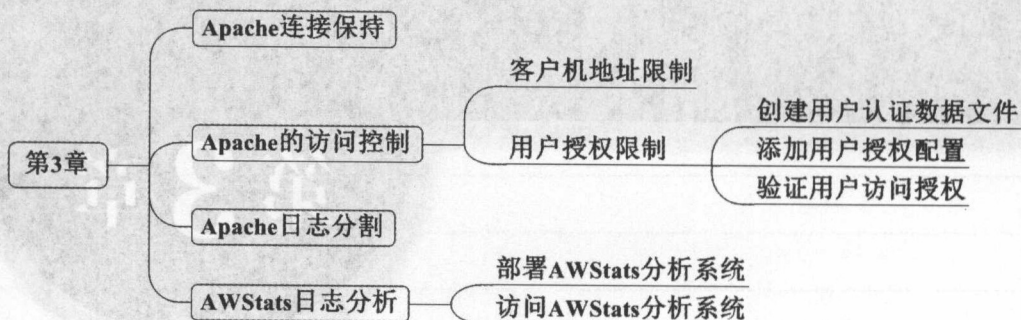 第3章
Apache连接保持
Apache的访问控制
客户机地址限制
用户授权限制
创建用户认证数据文件
添加用户授权配置
验证用户访问授权
Apache日志分割
AWStats日志分析
部署AWStats分析系统
访问AWStats分析系统